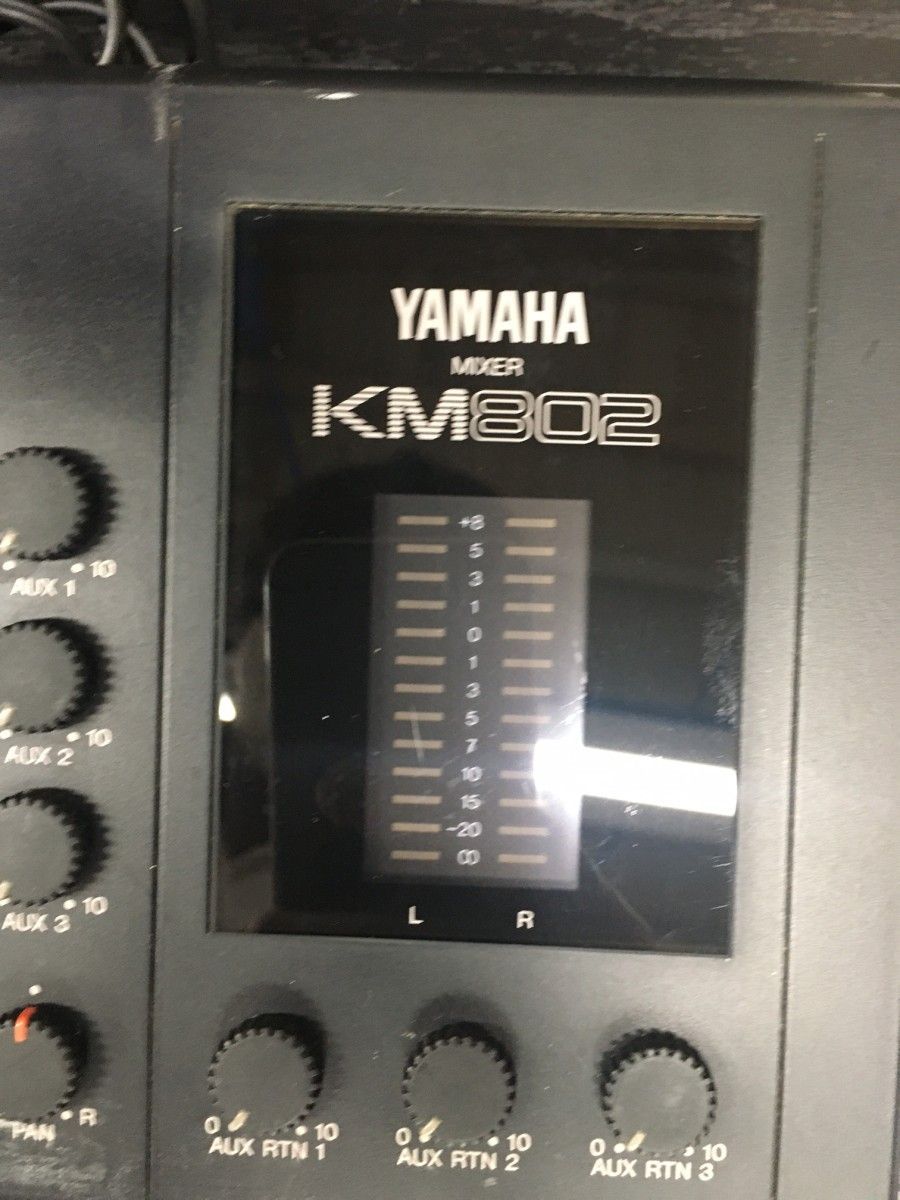 YAMAHA
MIXER
KM802
+8
5
3
1
0
1
3
5
7
10
15
-20
∞
L R
10
AUX 1
10
AUX 2
10
AUX 3
R
PAN
0 10
AUX RTN 1
0 10
AUX RTN 2
0 10
AUX RTN 3